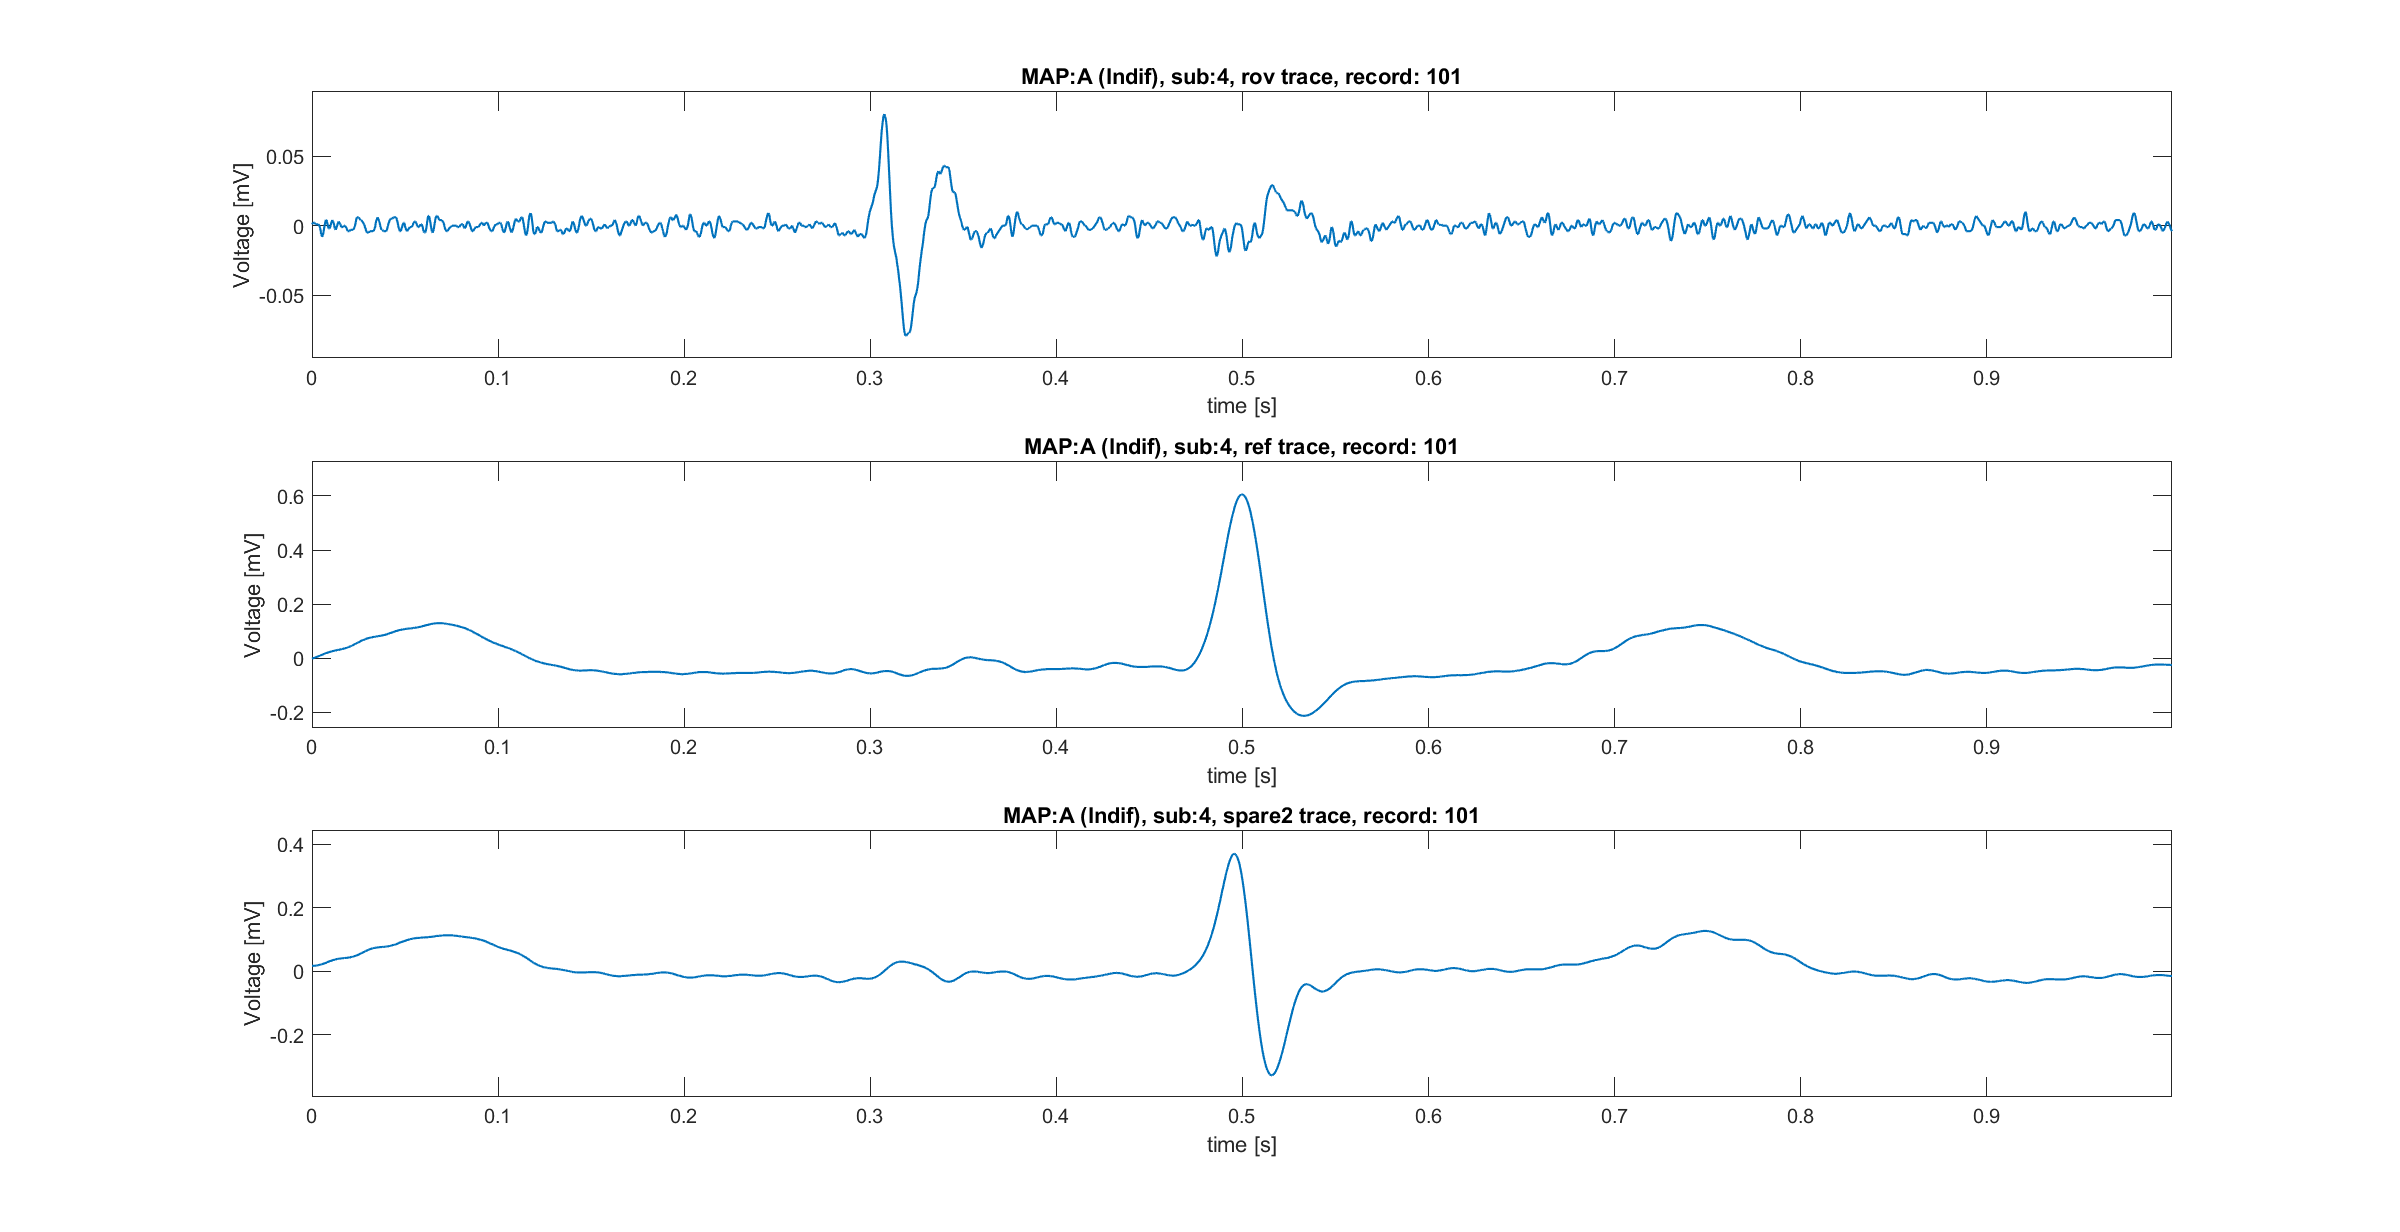 MAP:A (Indif), sub:4, rov trace, record: 101
Voltage [mV]
0.05
0
-0.05
0 0.1 0.2 0.3 0.4 0.5 0.6 0.7 0.8 0.9
time [s]
MAP:A (Indif), sub:4, ref trace, record: 101
Voltage [mV]
0.6
0.4
0.2
0
-0.2
0 0.1 0.2 0.3 0.4 0.5 0.6 0.7 0.8 0.9
time [s]
MAP:A (Indif), sub:4, spare2 trace, record: 101
Voltage [mV]
0.4
0.2
0
-0.2
0 0.1 0.2 0.3 0.4 0.5 0.6 0.7 0.8 0.9
time [s]